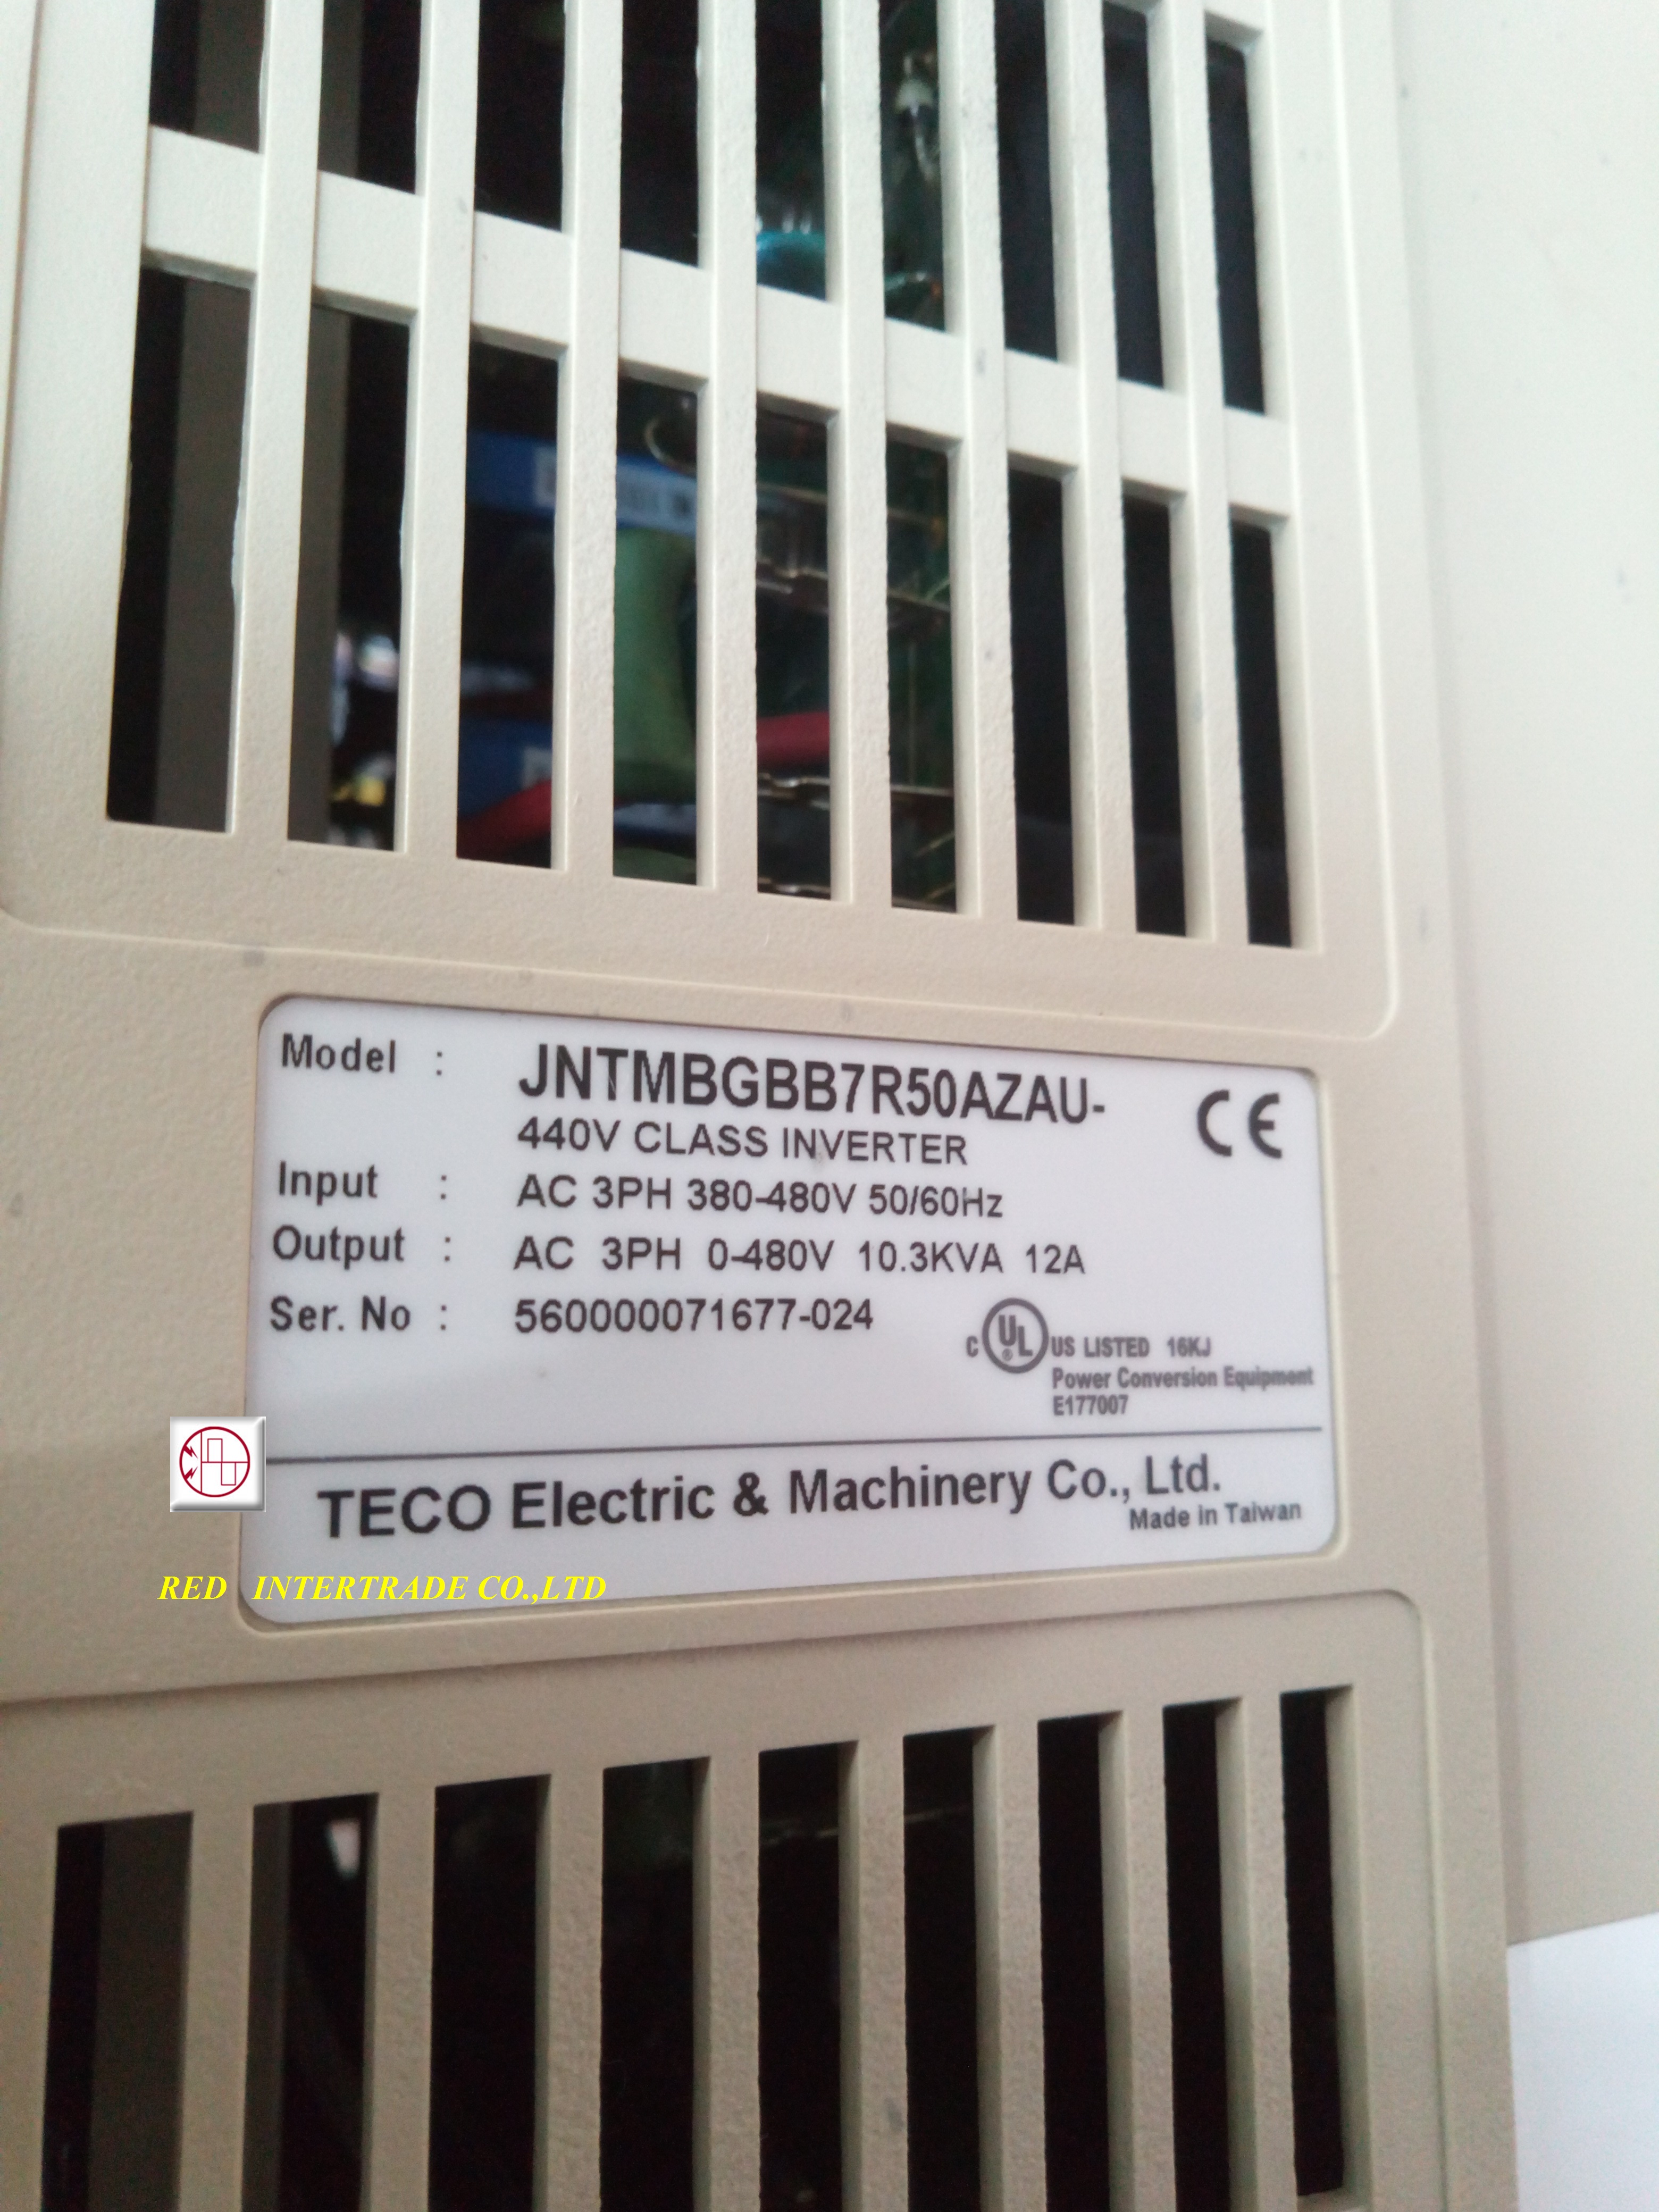 Model : JNTMBGBB7R50AZAU-
CE
440V CLASS INVERTER
Input : AC 3PH 380-480V 50/60Hz
Output : AC 3PH 0-480V 10.3KVA 12A
Ser. No : 560000071677-024
C UL ® US LISTED 16KJ
Power Conversion Equipment
E177007
TECO Electric & Machinery Co., Ltd.
Made in Taiwan
RED INTERTRADE CO.,LTD